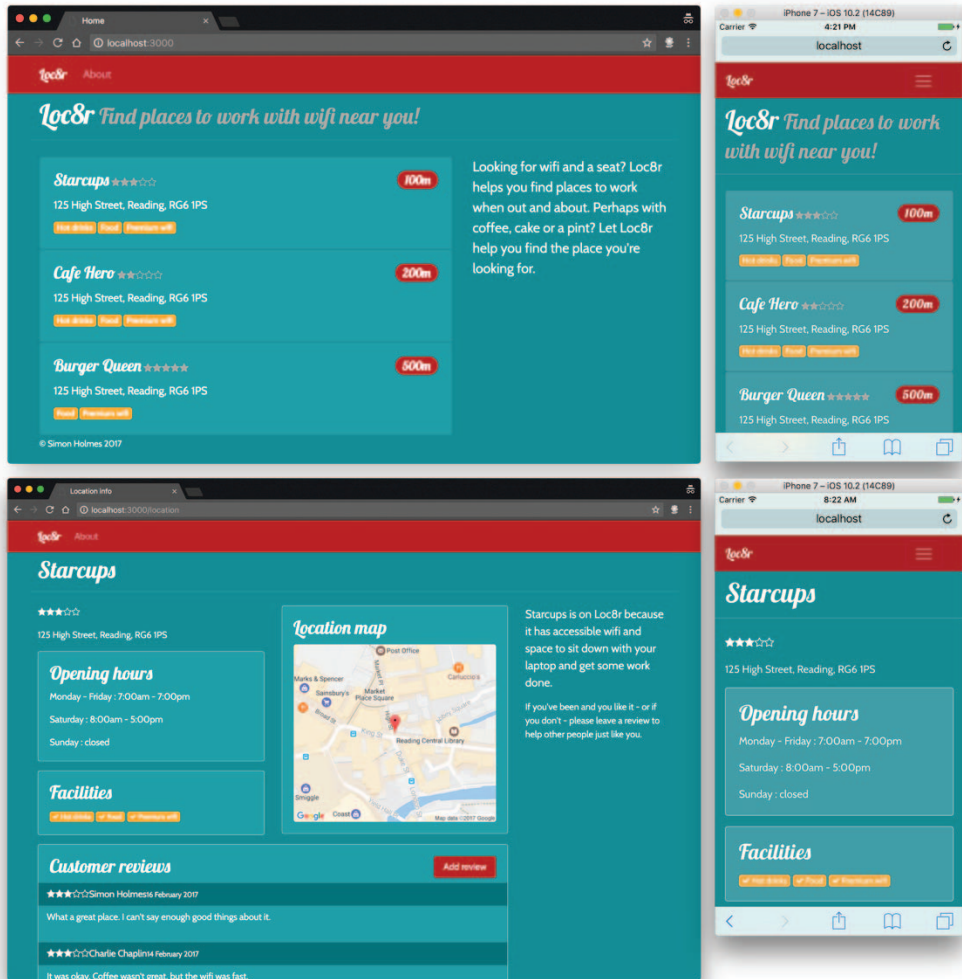 Home
localhost:3000
Loc8r About
Loc8r Find places to work with wifi near you!
Starcups
100m
125 High Street, Reading, RG6 1PS
Hot drinks Food Premium wifi
Cafe Hero
200m
125 High Street, Reading, RG6 1PS
Hot drinks Food Premium wifi
Burger Queen
500m
125 High Street, Reading, RG6 1PS
Food Premium wifi
© Simon Holmes 2017
Looking for wifi and a seat? Loc8r
helps you find places to work
when out and about. Perhaps with
coffee, cake or a pint? Let Loc8r
help you find the place you're
looking for.
iPhone 7 – iOS 10.2 (14C89)
Carrier 4:21 PM
localhost
Loc8r
Loc8r Find places to work
with wifi near you!
Starcups
100m
125 High Street, Reading, RG6 1PS
Hot drinks Food Premium wifi
Cafe Hero
200m
125 High Street, Reading, RG6 1PS
Hot drinks Food Premium wifi
Burger Queen
500m
125 High Street, Reading, RG6 1PS
Location Info
localhost:3000/location
Loc8r About
Starcups
125 High Street, Reading, RG6 1PS
Opening hours
Monday - Friday : 7:00am - 7:00pm
Saturday : 8:00am - 5:00pm
Sunday : closed
Facilities
Hot drinks Food Premium wifi
Location map
Post Office
Marks & Spencer
Sainsbury's
Market
Place Square
Market Pl
Carluccio's
Broad St
King St
Reading Central Library
Duke St
Smiggle
Coast
Google
Map data ©2017 Google
Starcups is on Loc8r because
it has accessible wifi and
space to sit down with your
laptop and get some work
done.
If you've been and you like it - or if
you don't - please leave a review to
help other people just like you.
Customer reviews
Add review
Simon Holmes16 February 2017
What a great place. I can't say enough good things about it.
Charlie Chaplin14 February 2017
It was okay. Coffee wasn't great, but the wifi was fast.
iPhone 7 – iOS 10.2 (14C89)
Carrier 8:22 AM
localhost
Loc8r
Starcups
125 High Street, Reading, RG6 1PS
Opening hours
Monday - Friday : 7:00am - 7:00pm
Saturday : 8:00am - 5:00pm
Sunday : closed
Facilities
Hot drinks Food Premium wifi